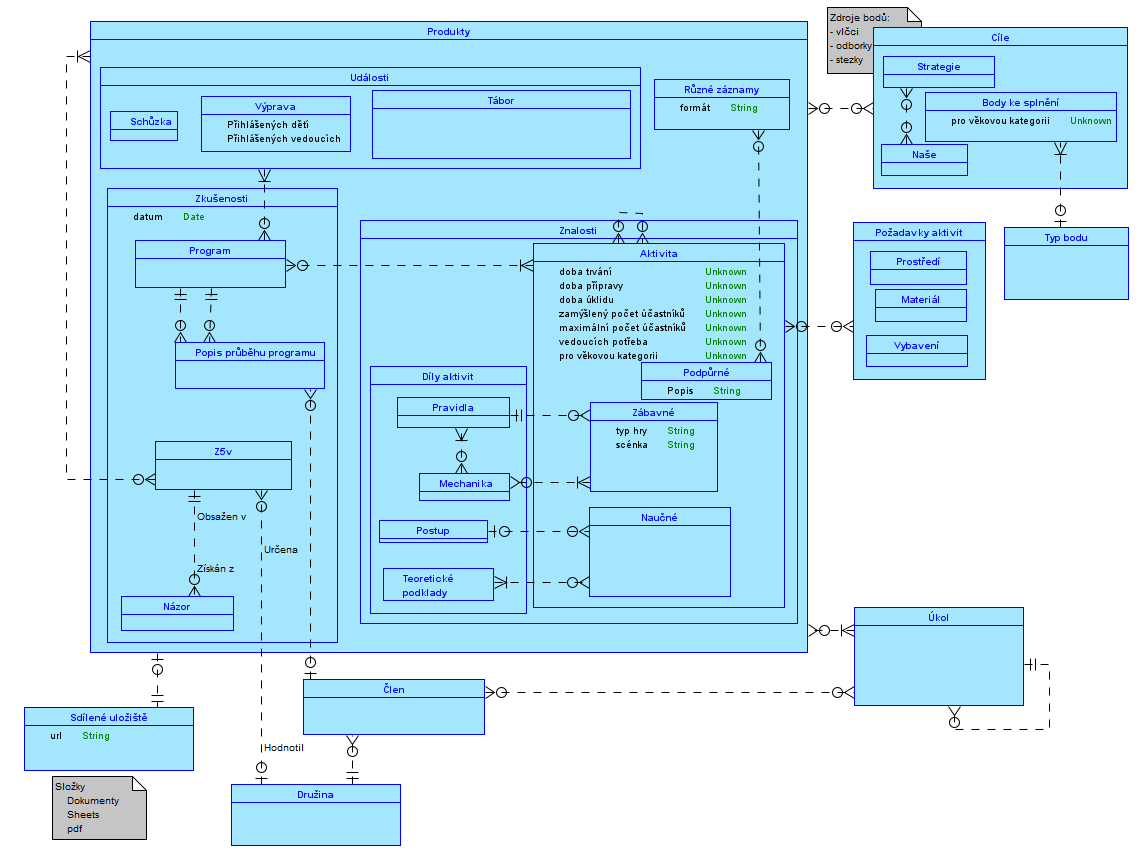 Produkty
Zdroje bodů:
- vlčci
- odborky
- stezky
Cíle
Strategie
Body ke splnění
pro věkovou kategorii Unknown
Naše
Události
Schůzka
Výprava
Přihlášených dětí
Přihlášených vedoucích
Tábor
Různé záznamy
formát String
Zkušenosti
datum Date
Program
Popis průběhu programu
Z5v
Obsažen v
Určena
Získán z
Názor
Znalosti
Aktivita
doba trvání Unknown
doba přípravy Unknown
doba úklidu Unknown
zamýšlený počet účastníků Unknown
maximální počet účastníků Unknown
vedoucích potřeba Unknown
pro věkovou kategorii Unknown
Podpůrné
Popis String
Díly aktivit
Pravidla
Mechanika
Postup
Teoretické
podklady
Zábavné
typ hry String
scénka String
Naučné
Požadavky aktivit
Prostředí
Materiál
Vybavení
Typ bodu
Úkol
Člen
Sdílené uložiště
url String
Hodnotil
Složky
Dokumenty
Sheets
pdf
Družina